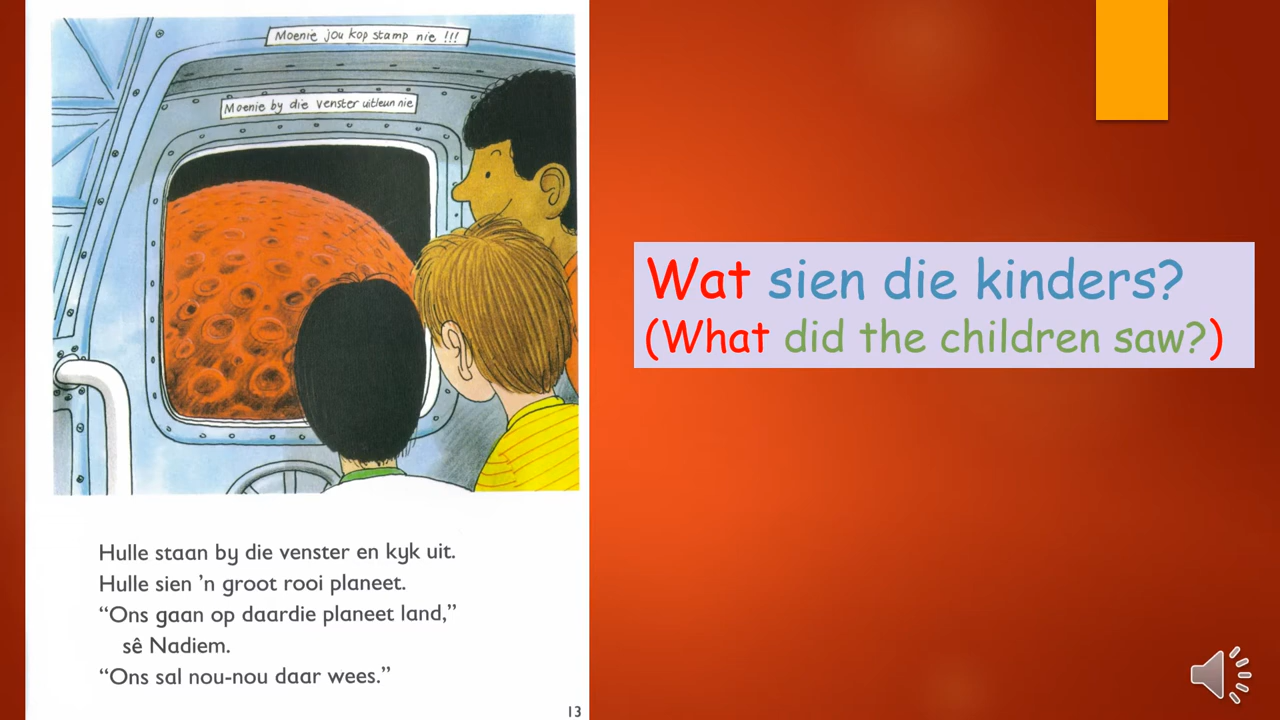 Moenie jou kop stamp nie !!!
Moenie by die venster uitleun nie
Hulle staan by die venster en kyk uit.
Hulle sien 'n groot rooi planeet.
“Ons gaan op daardie planeet land,”
sê Nadiem.
“Ons sal nou-nou daar wees.”
13
Wat sien die kinders?
(What did the children saw?)